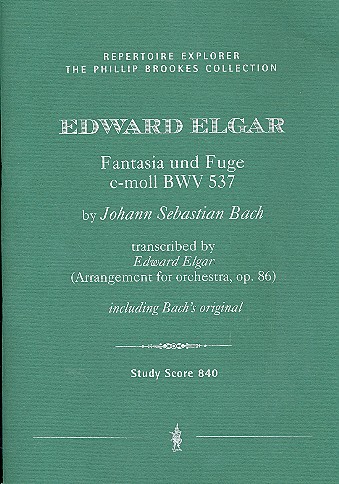 REPERTOIRE EXPLORER
THE PHILLIP BROOKES COLLECTION
EDWARD ELGAR
Fantasia und Fuge
c-moll BWV 537
by Johann Sebastian Bach
transcribed by
Edward Elgar
(Arrangement for orchestra, op. 86)
including Bach's original
Study Score 840